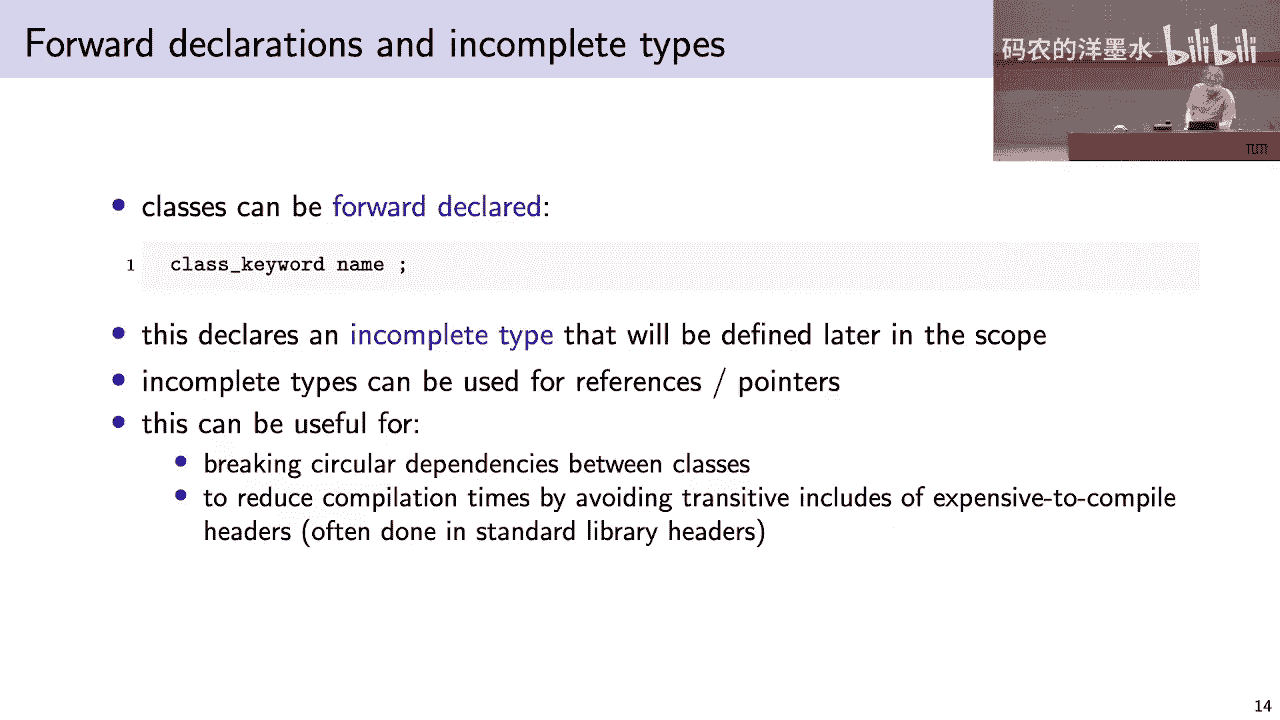 Forward declarations and incomplete types
码农的洋墨水 bilibili
TUM
• classes can be forward declared:
1 class_keyword name ;
• this declares an incomplete type that will be defined later in the scope
• incomplete types can be used for references / pointers
• this can be useful for:
• breaking circular dependencies between classes
• to reduce compilation times by avoiding transitive includes of expensive-to-compile
headers (often done in standard library headers)
14